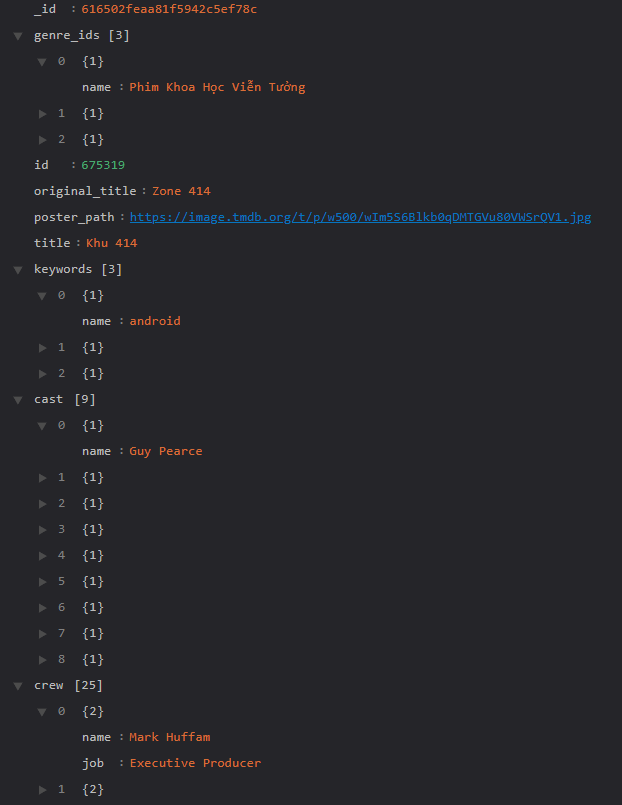 _id : 616502feaa81f5942c5ef78c
genre_ids [3]
0 {1}
name : Phim Khoa Học Viễn Tưởng
1 {1}
2 {1}
id : 675319
original_title : Zone 414
poster_path : https://image.tmdb.org/t/p/w500/wIm5S6Blkb0qDMTGVu80VWSrQV1.jpg
title : Khu 414
keywords [3]
0 {1}
name : android
1 {1}
2 {1}
cast [9]
0 {1}
name : Guy Pearce
1 {1}
2 {1}
3 {1}
4 {1}
5 {1}
6 {1}
7 {1}
8 {1}
crew [25]
0 {2}
name : Mark Huffam
job : Executive Producer
1 {2}